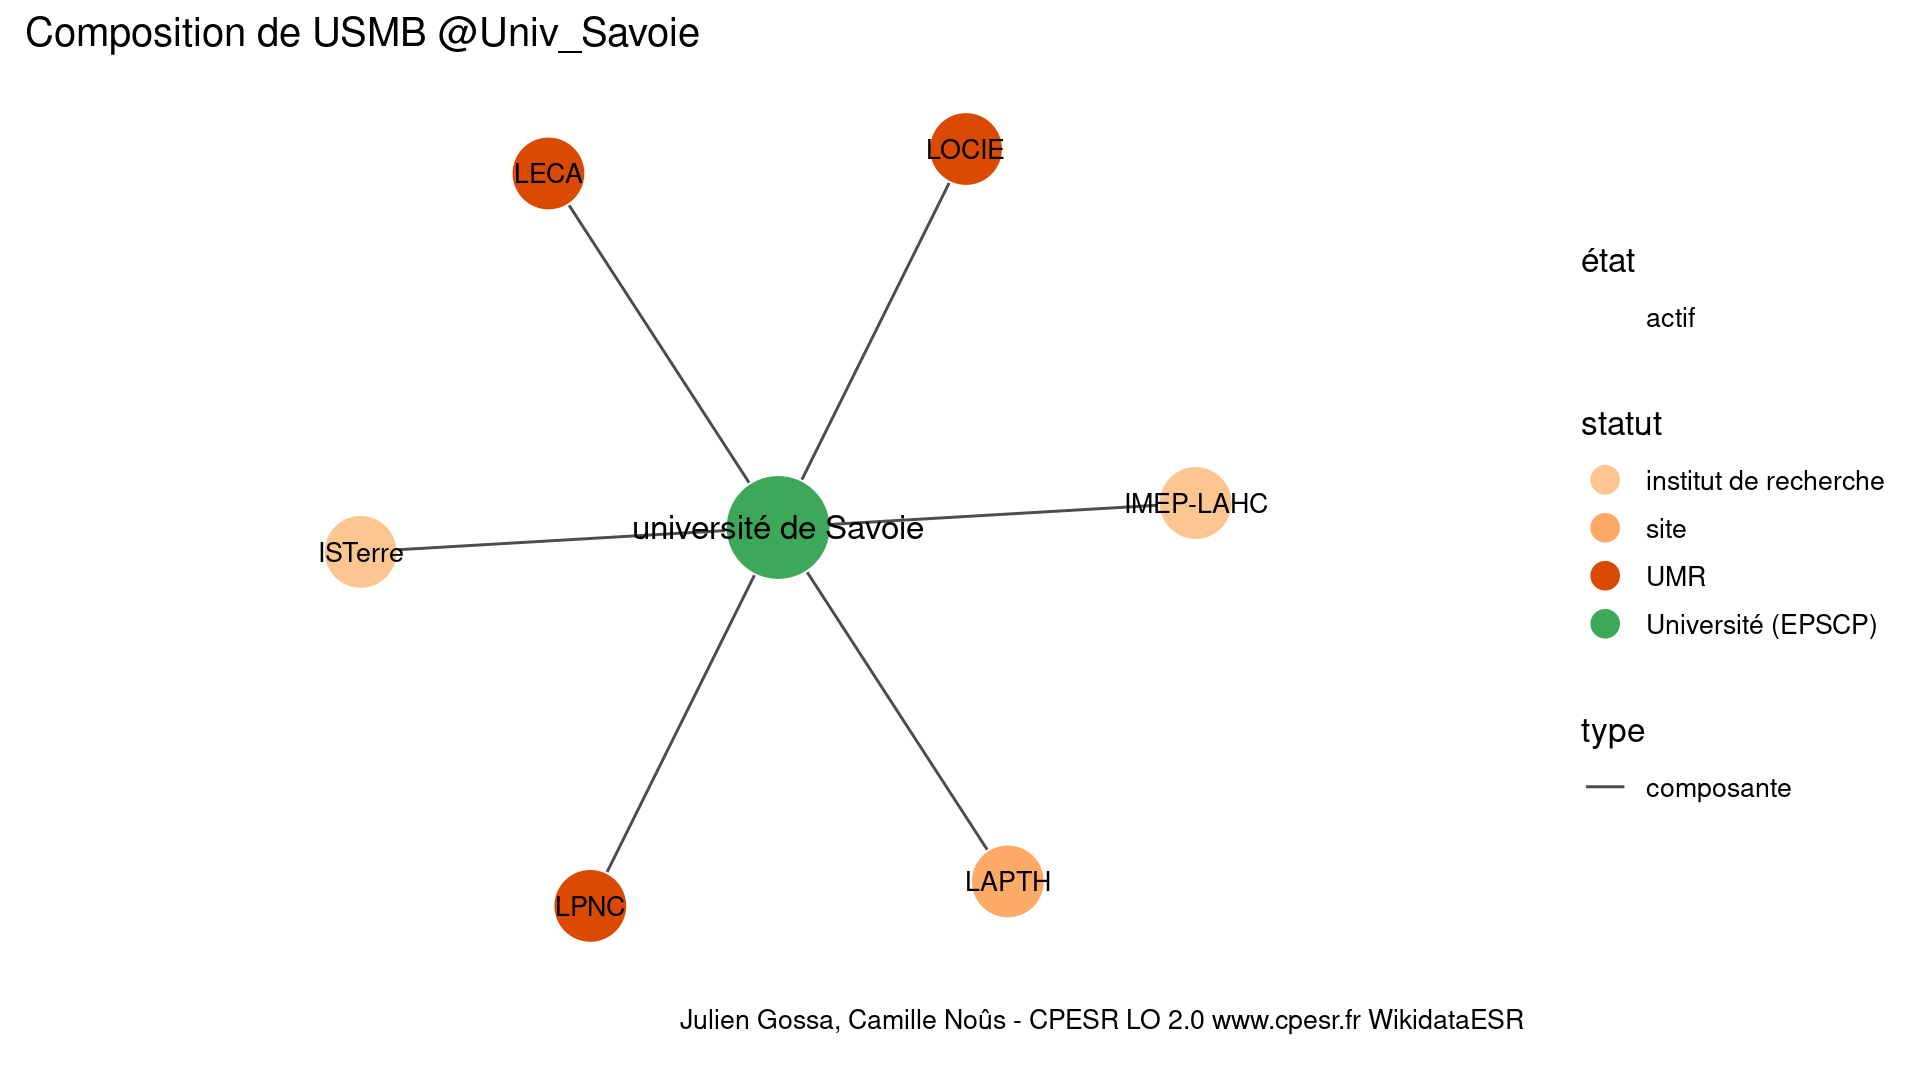 Composition de USMB @Univ_Savoie
LOCIE
LECA
IMEP-LAHC
université de Savoie
ISTerre
LAPTH
LPNC
état
actif
statut
institut de recherche
site
UMR
Université (EPSCP)
type
composante
Julien Gossa, Camille Noûs - CPESR LO 2.0 www.cpesr.fr WikidataESR